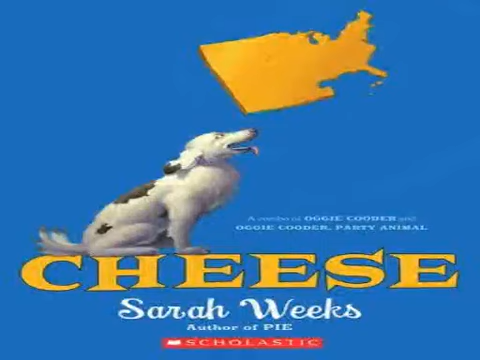 A combo of OGGIE COODER and
OGGIE COODER, PARTY ANIMAL
CHEESE
Sarah Weeks
Author of PIE
SCHOLASTIC